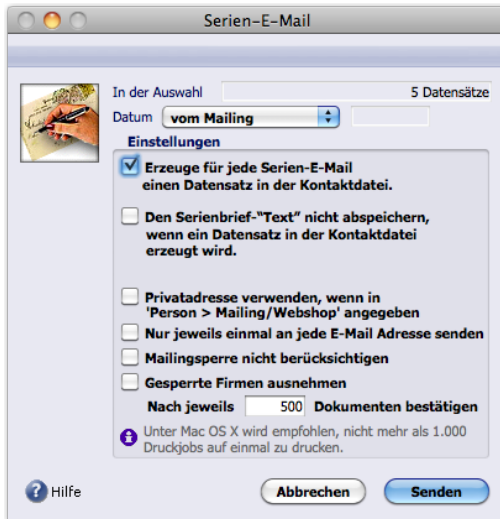 Serien-E-Mail
In der Auswahl 5 Datensätze
Datum vom Mailing
Einstellungen
Erzeuge für jede Serien-E-Mail
einen Datensatz in der Kontaktdatei.
Den Serienbrief-“Text” nicht abspeichern,
wenn ein Datensatz in der Kontaktdatei
erzeugt wird.
Privatadresse verwenden, wenn in
'Person > Mailing/Webshop' angegeben
Nur jeweils einmal an jede E-Mail Adresse senden
Mailingsperre nicht berücksichtigen
Gesperrte Firmen ausnehmen
Nach jeweils 500 Dokumenten bestätigen
Unter Mac OS X wird empfohlen, nicht mehr als 1.000
Druckjobs auf einmal zu drucken.
Hilfe Abbrechen Senden